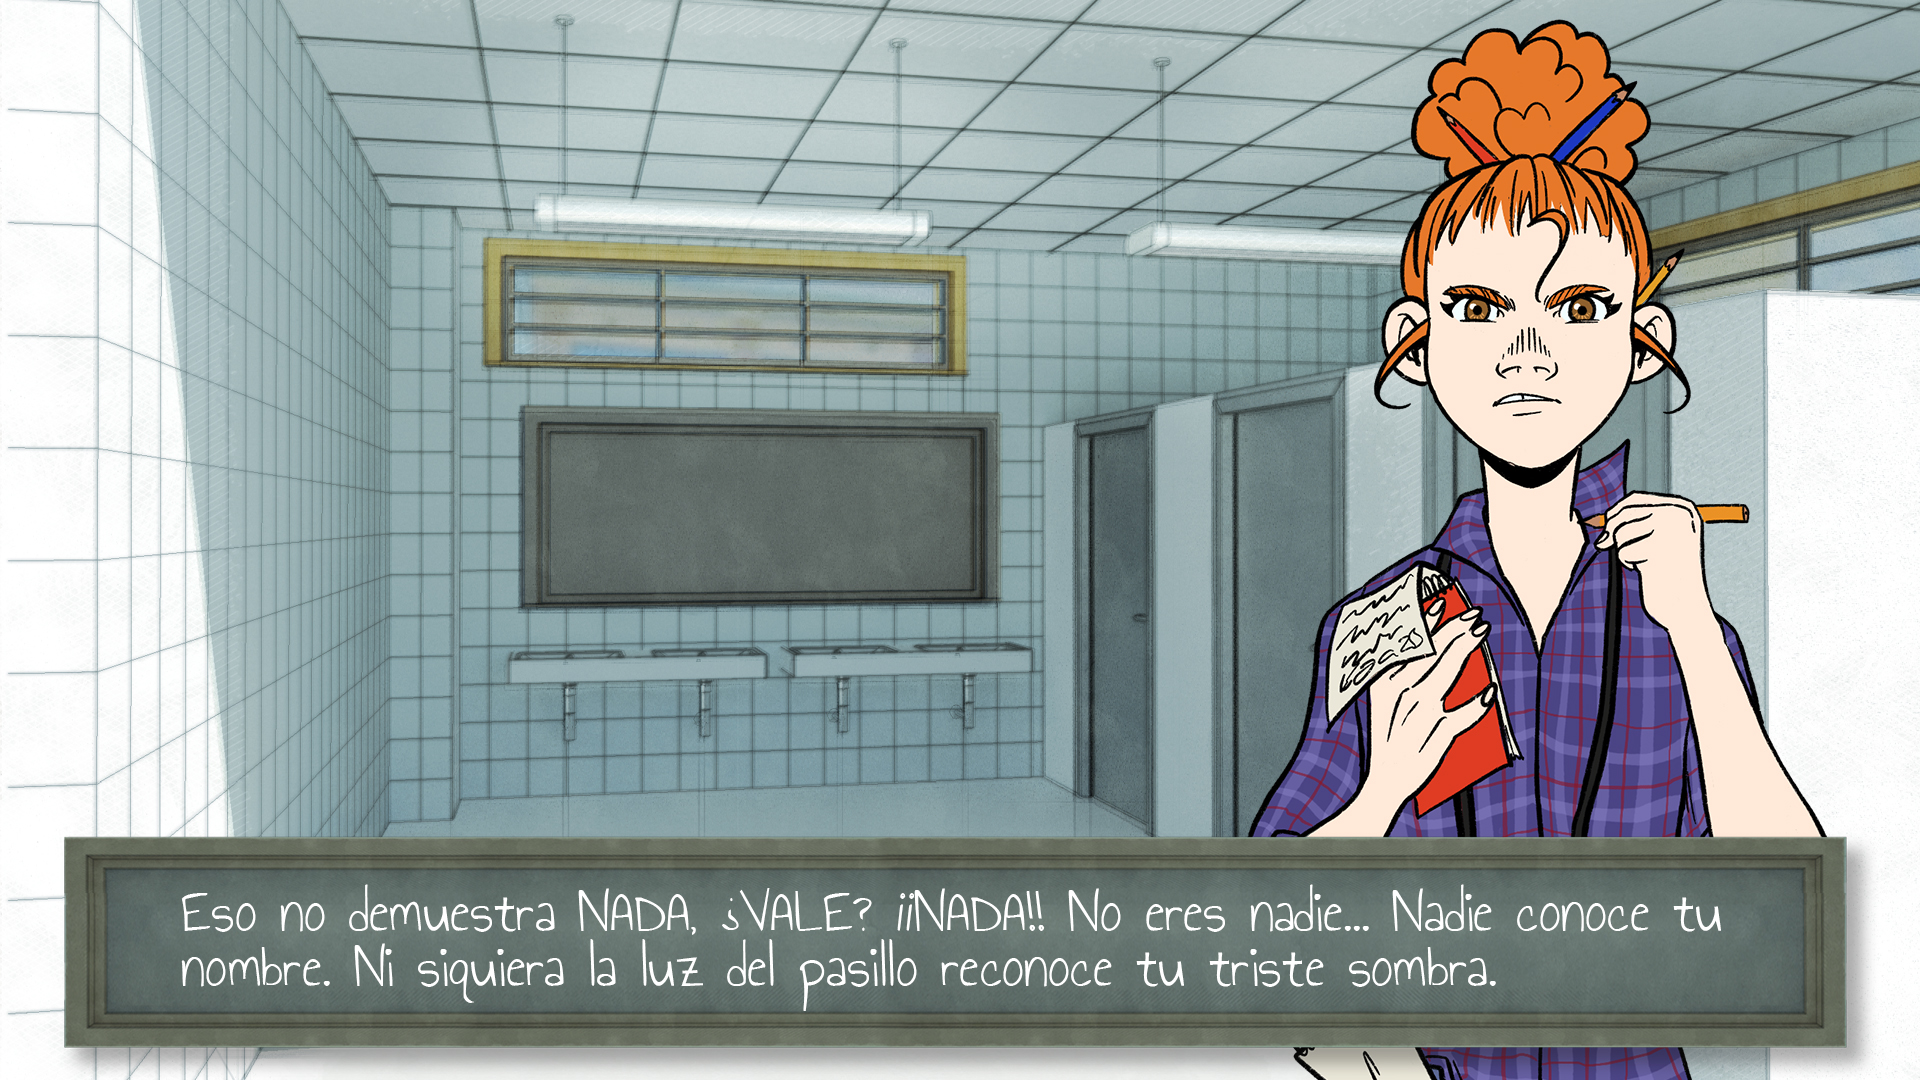 Eso no demuestra NADA, ¿VALE? ¡¡NADA!! No eres nadie... Nadie conoce tu
nombre. Ni siquiera la luz del pasillo reconoce tu triste sombra.